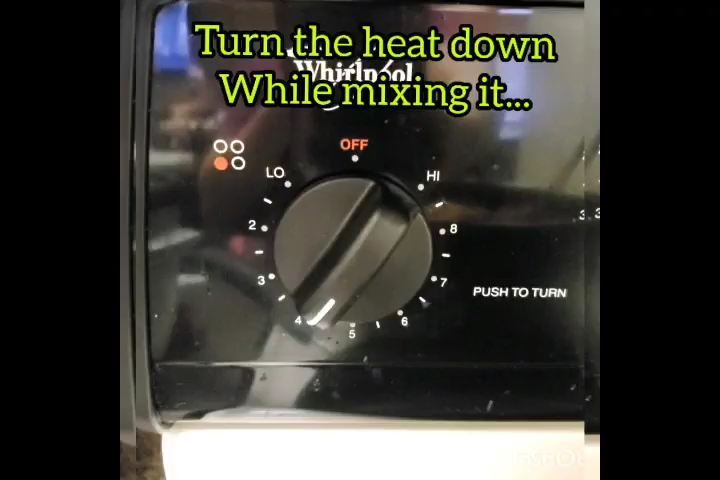 Turn the heat down
Whirlpool
While mixing it...
OFF
LO
HI
2
8
3
7
4
6
5
PUSH TO TURN